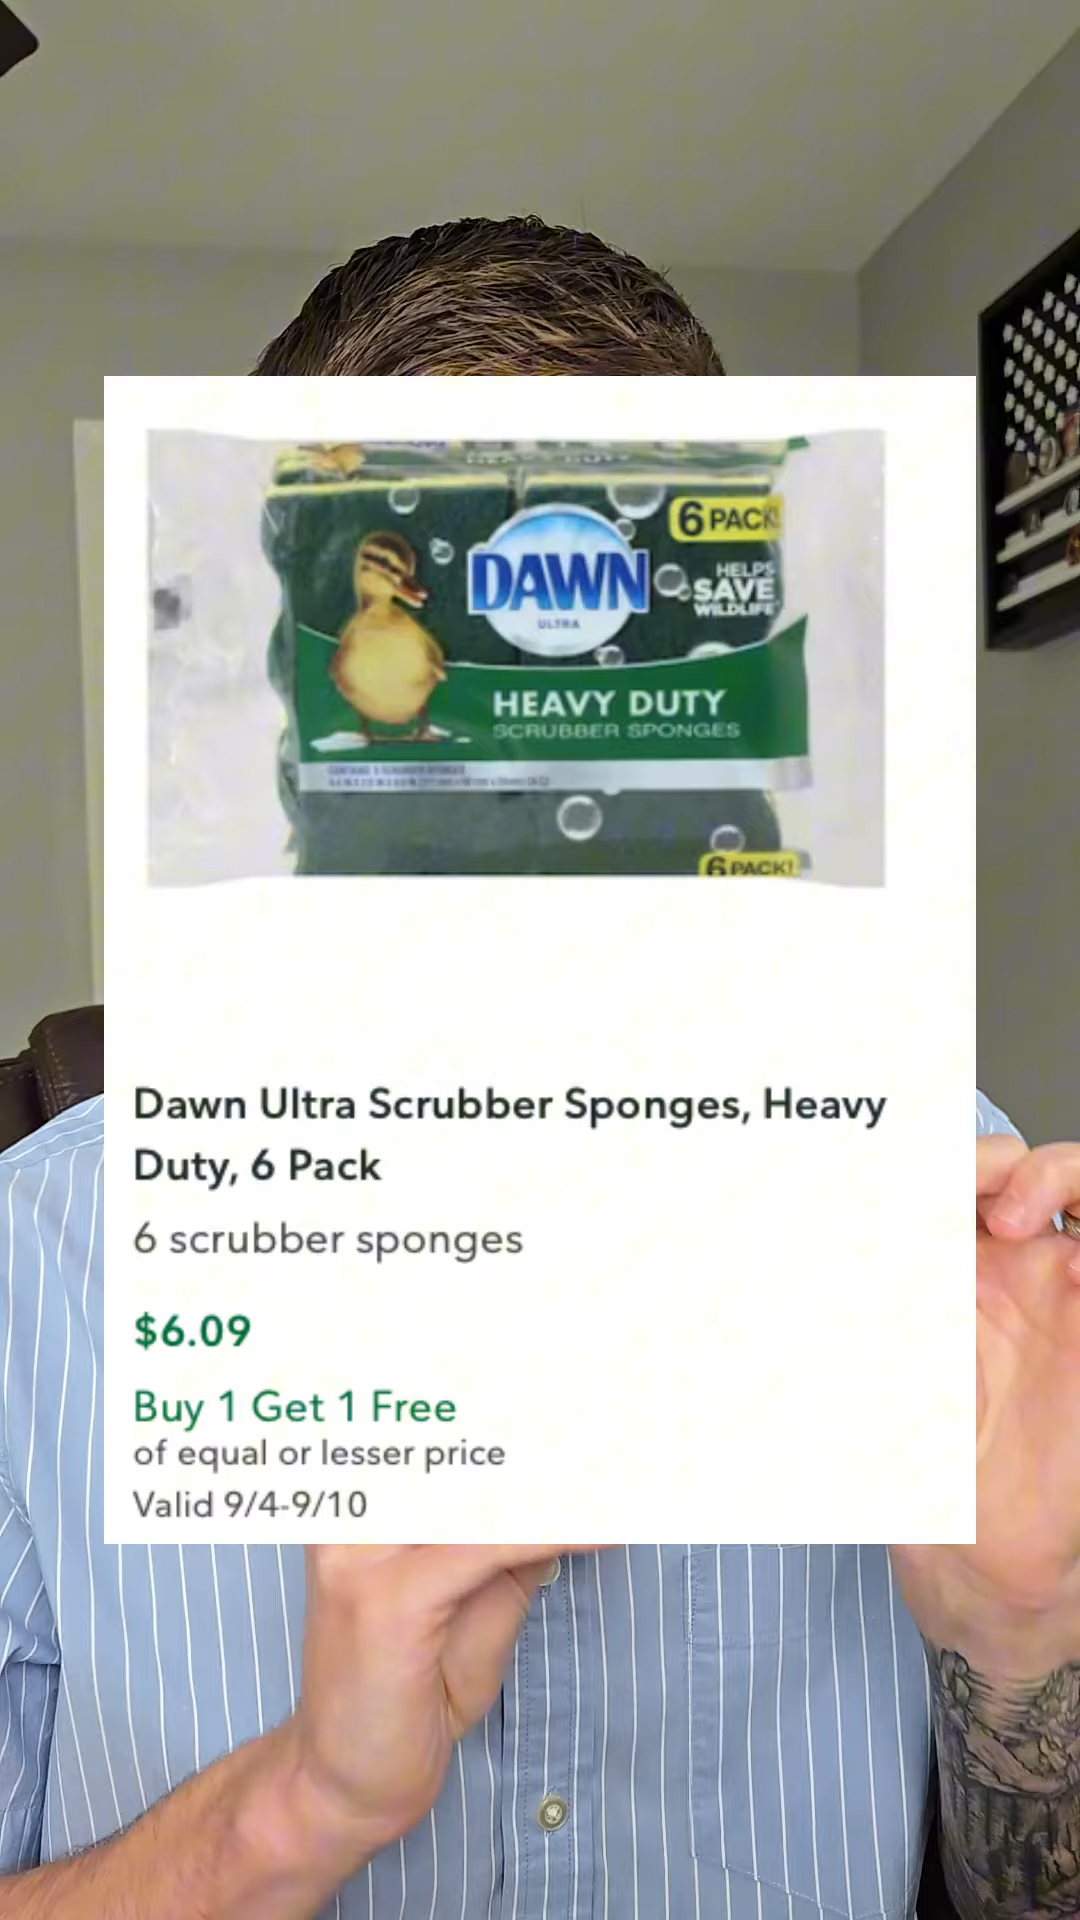 6 PACK!
DAWN
ULTRA
HELPS
SAVE
WILDLIFE
HEAVY DUTY
SCRUBBER SPONGES
6 PACK!
Dawn Ultra Scrubber Sponges, Heavy
Duty, 6 Pack
6 scrubber sponges
$6.09
Buy 1 Get 1 Free
of equal or lesser price
Valid 9/4-9/10